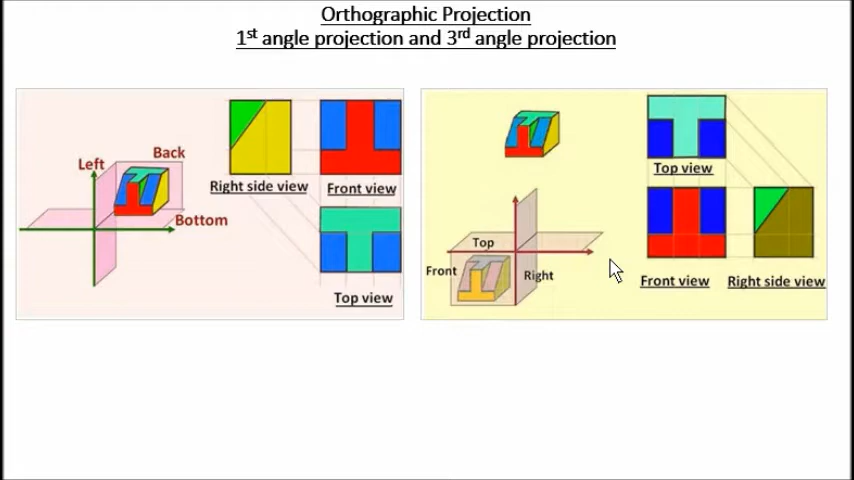 Orthographic Projection
1st angle projection and 3rd angle projection
Left
Back
Bottom
Right side view
Front view
Top view
Top
Front
Right
Top view
Front view
Right side view